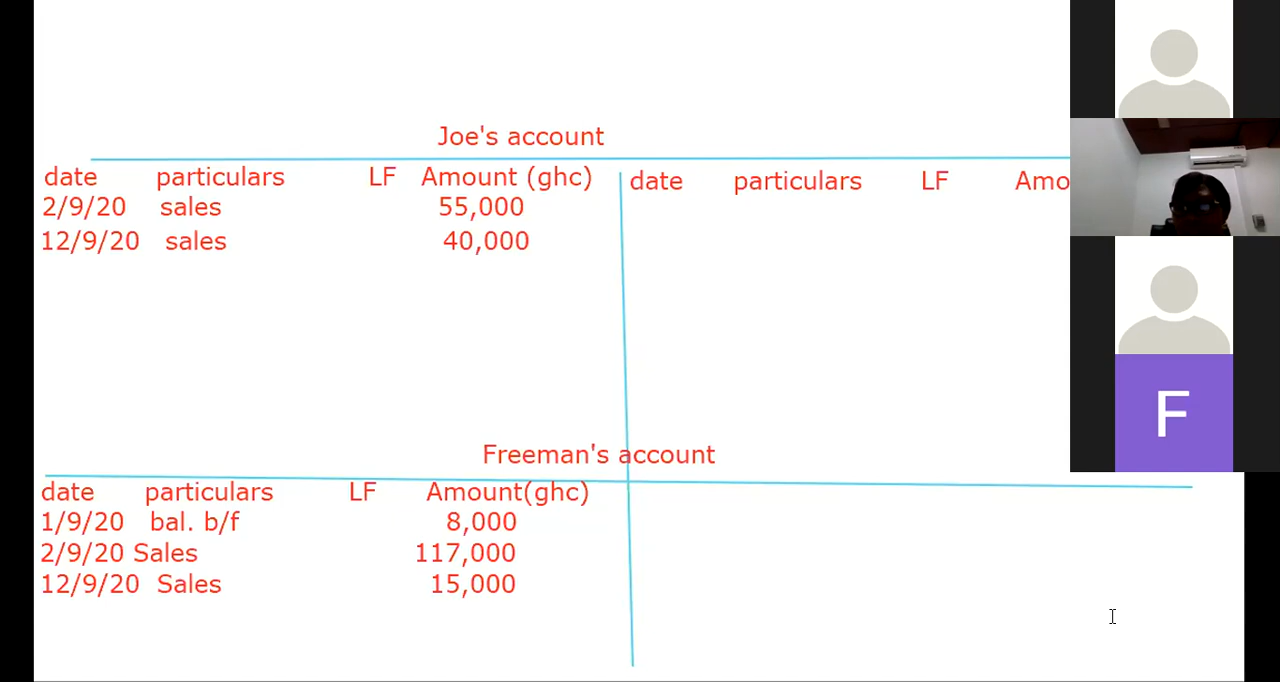 Joe's account
date particulars LF Amount (ghc) date particulars LF Amo
2/9/20 sales 55,000
12/9/20 sales 40,000
F
Freeman's account
date particulars LF Amount(ghc)
1/9/20 bal. b/f 8,000
2/9/20 Sales 117,000
12/9/20 Sales 15,000